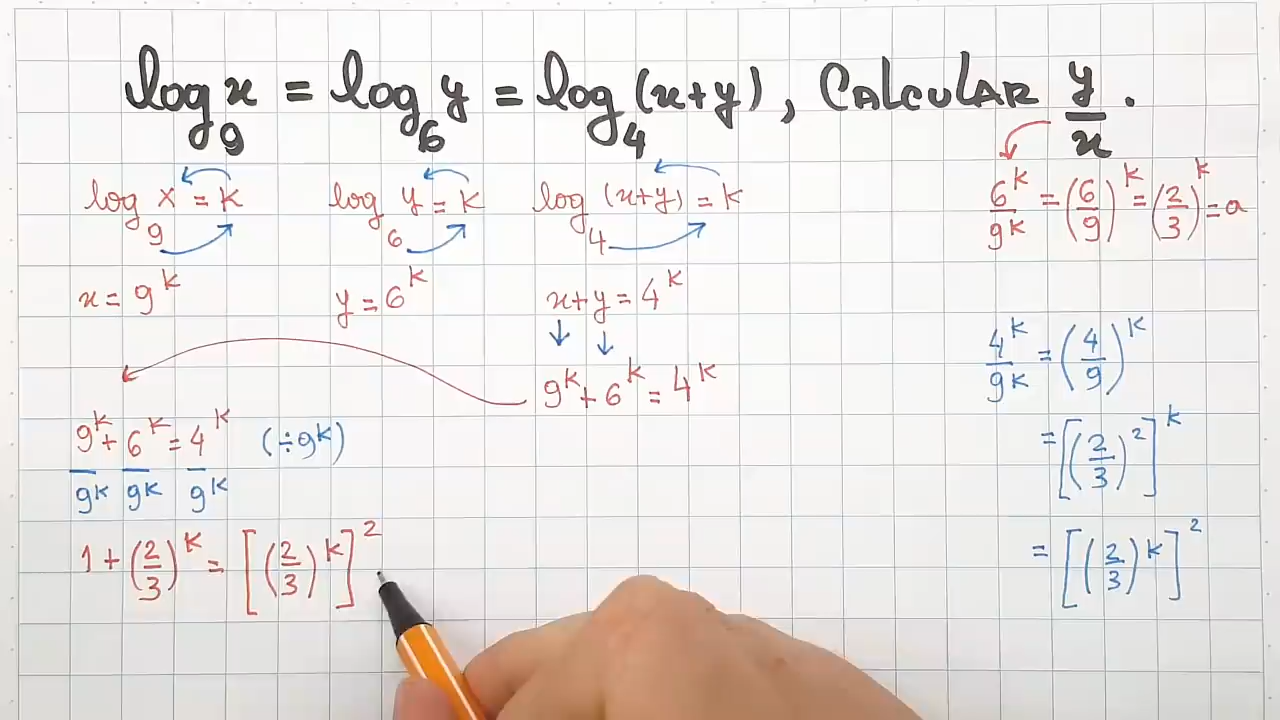 log₉ x = log₆ y = log₄ (x+y), CALCULAR y/x.
log₉ x = k   log₆ y = k   log₄ (x+y) = k   6^k/9^k = (6/9)^k = (2/3)^k = a
x = 9^k   y = 6^k   x+y = 4^k
4^k/9^k = (4/9)^k
9^k + 6^k = 4^k
9^k/9^k + 6^k/9^k = 4^k/9^k (÷9^k)
= [(2/3)^2]^k
1 + (2/3)^k = [(2/3)^k]^2
= [(2/3)^k]^2